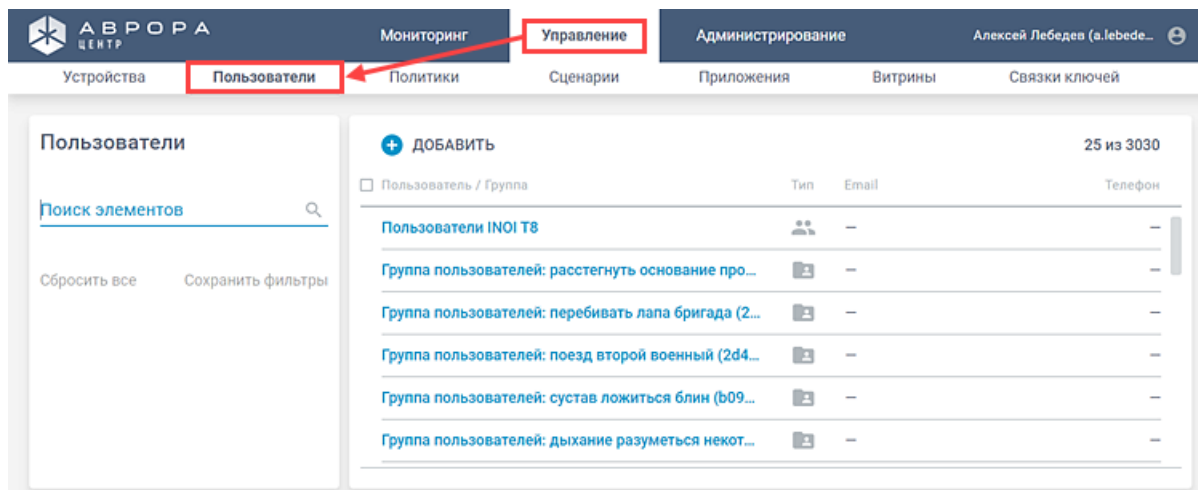 АВРОРА
ЦЕНТР
Мониторинг Управление Администрирование Алексей Лебедев (a.lebede...
Устройства Пользователи Политики Сценарии Приложения Витрины Связки ключей
Пользователи
Поиск элементов
Сбросить все Сохранить фильтры
ДОБАВИТЬ 25 из 3030
Пользователь / Группа Тип Email Телефон
Пользователи INOI T8 — —
Группа пользователей: расстегнуть основание про... — —
Группа пользователей: перебивать лапа бригада (2... — —
Группа пользователей: поезд второй военный (2d4... — —
Группа пользователей: сустав ложиться блин (b09... — —
Группа пользователей: дыхание разуметься некот... — —